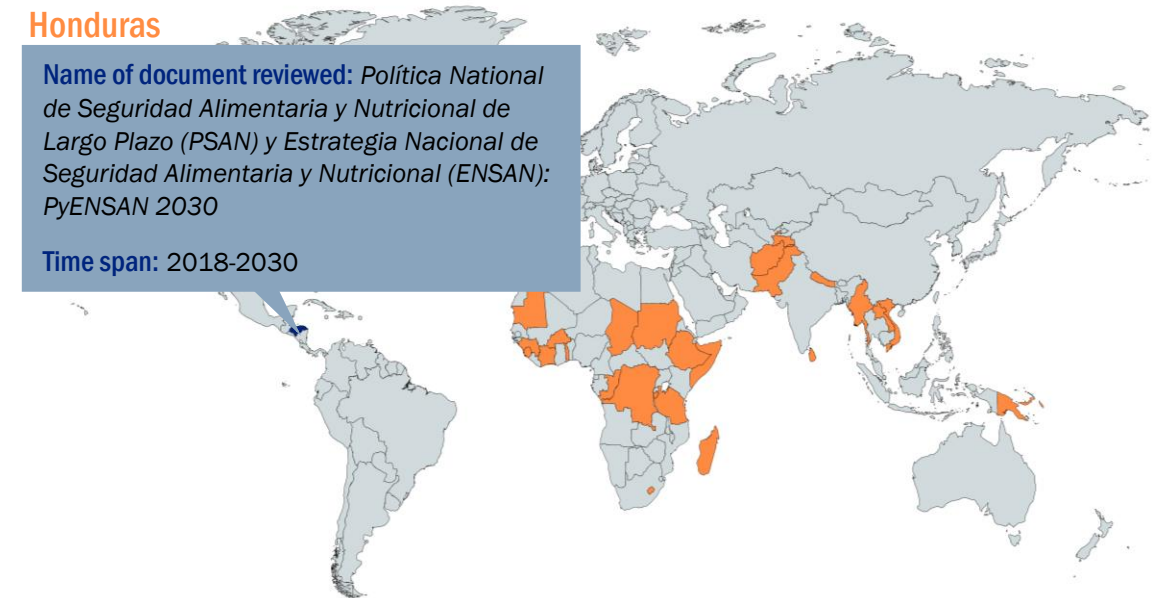 Honduras
Name of document reviewed: Política National
de Seguridad Alimentaria y Nutricional de
Largo Plazo (PSAN) y Estrategia Nacional de
Seguridad Alimentaria y Nutricional (ENSAN):
PyENSAN 2030
Time span: 2018-2030